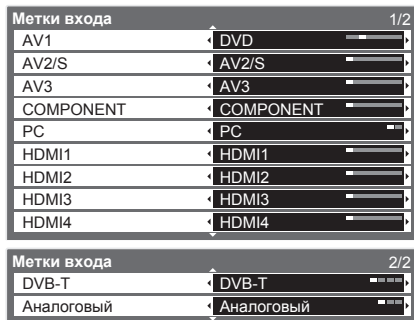 Метки входа 1/2
AV1 DVD
AV2/S AV2/S
AV3 AV3
COMPONENT COMPONENT
PC PC
HDMI1 HDMI1
HDMI2 HDMI2
HDMI3 HDMI3
HDMI4 HDMI4
Метки входа 2/2
DVB-T DVB-T
Аналоговый Аналоговый